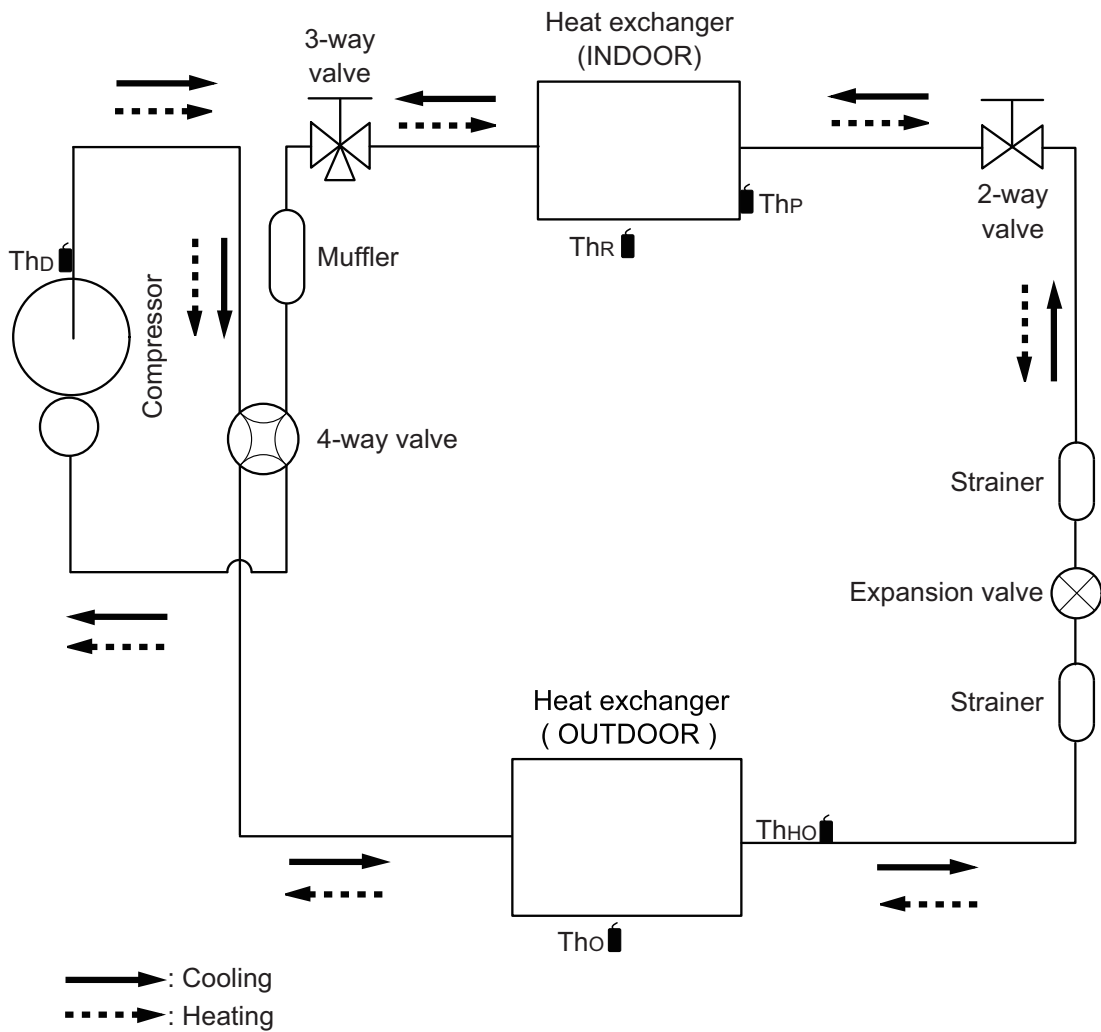 Heat exchanger
(INDOOR)
3-way
valve
2-way
valve
ThP
ThR
ThD
Muffler
Compressor
4-way valve
Strainer
Expansion valve
Strainer
Heat exchanger
( OUTDOOR )
ThHO
ThO
: Cooling
: Heating